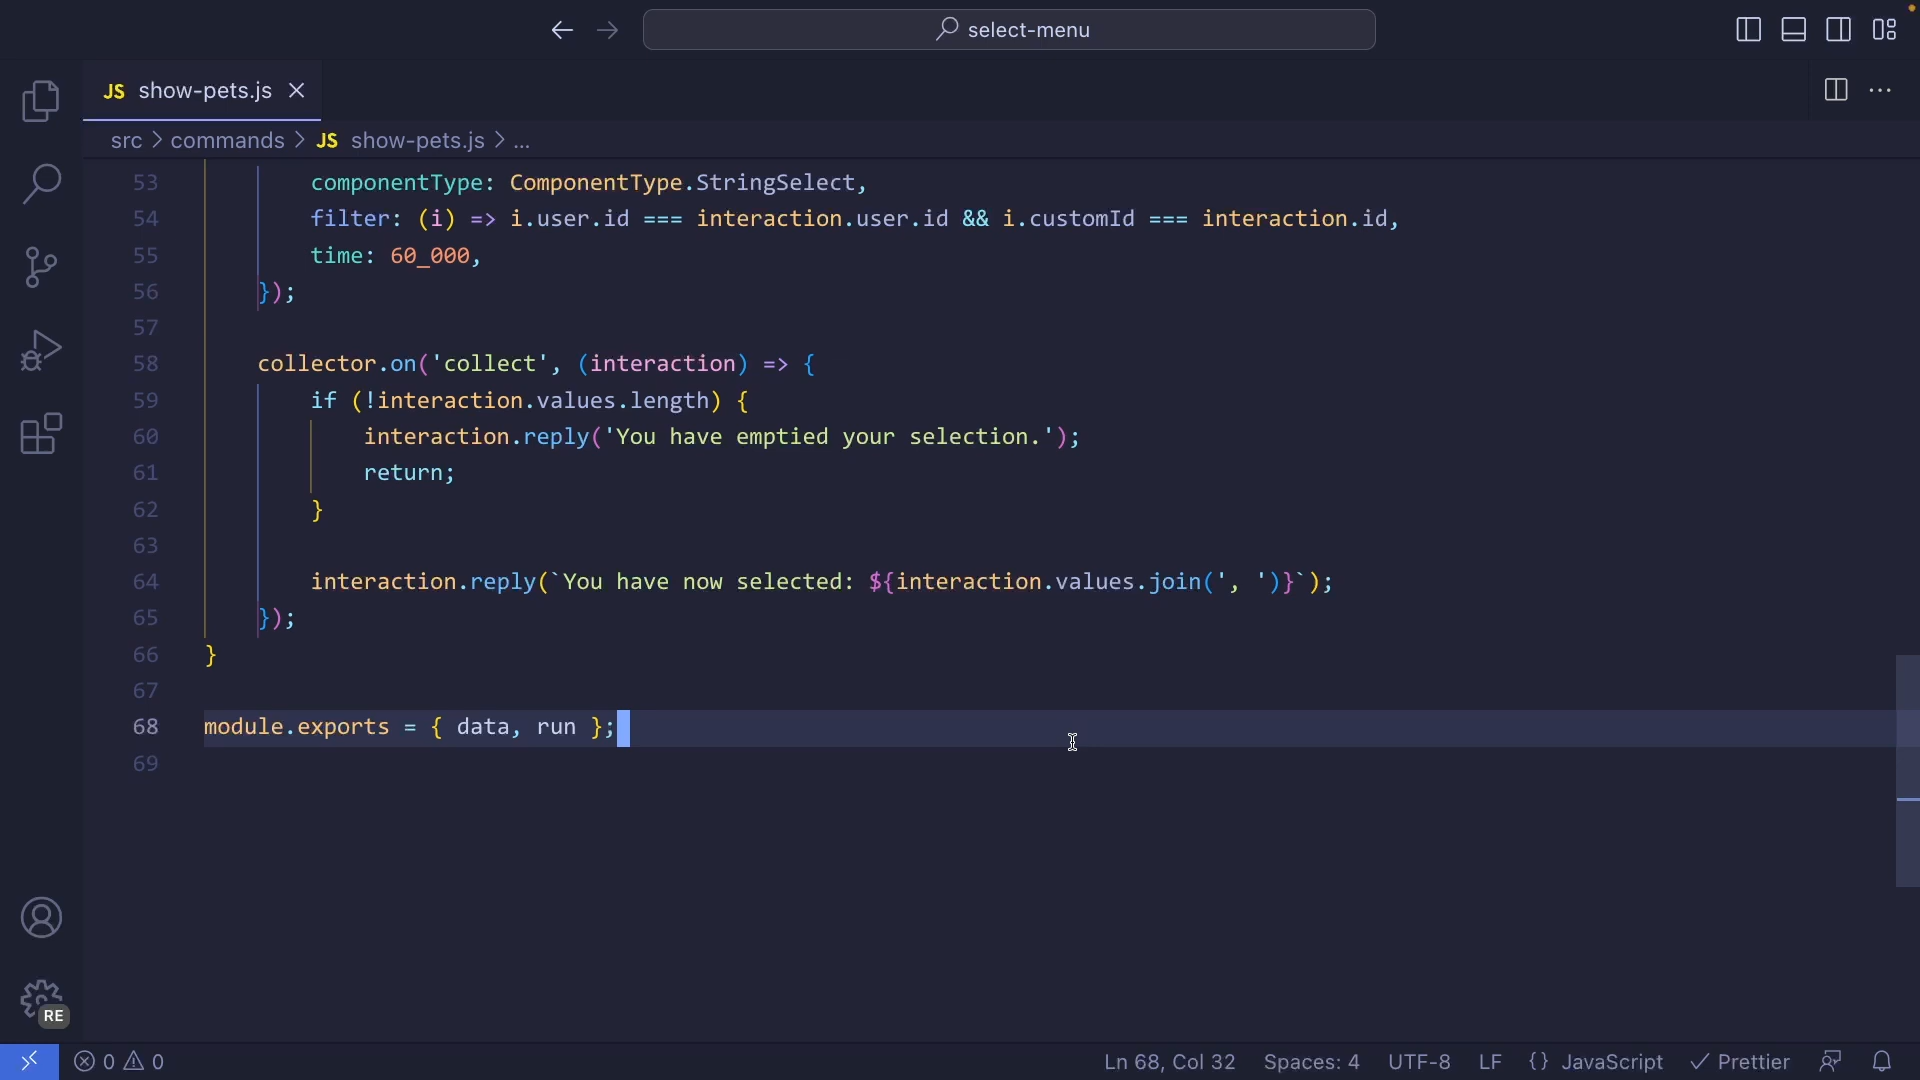 select-menu
JS show-pets.js
src > commands > JS show-pets.js > ...
53 componentType: ComponentType.StringSelect,
54 filter: (i) => i.user.id === interaction.user.id && i.customId === interaction.id,
55 time: 60_000,
56 });
57
58 collector.on('collect', (interaction) => {
59 if (!interaction.values.length) {
60 interaction.reply('You have emptied your selection.');
61 return;
62 }
63
64 interaction.reply(`You have now selected: ${interaction.values.join(', ')}`);
65 });
66 }
67
68 module.exports = { data, run };
69
RE
0 0 Ln 68, Col 32 Spaces: 4 UTF-8 LF {} JavaScript Prettier